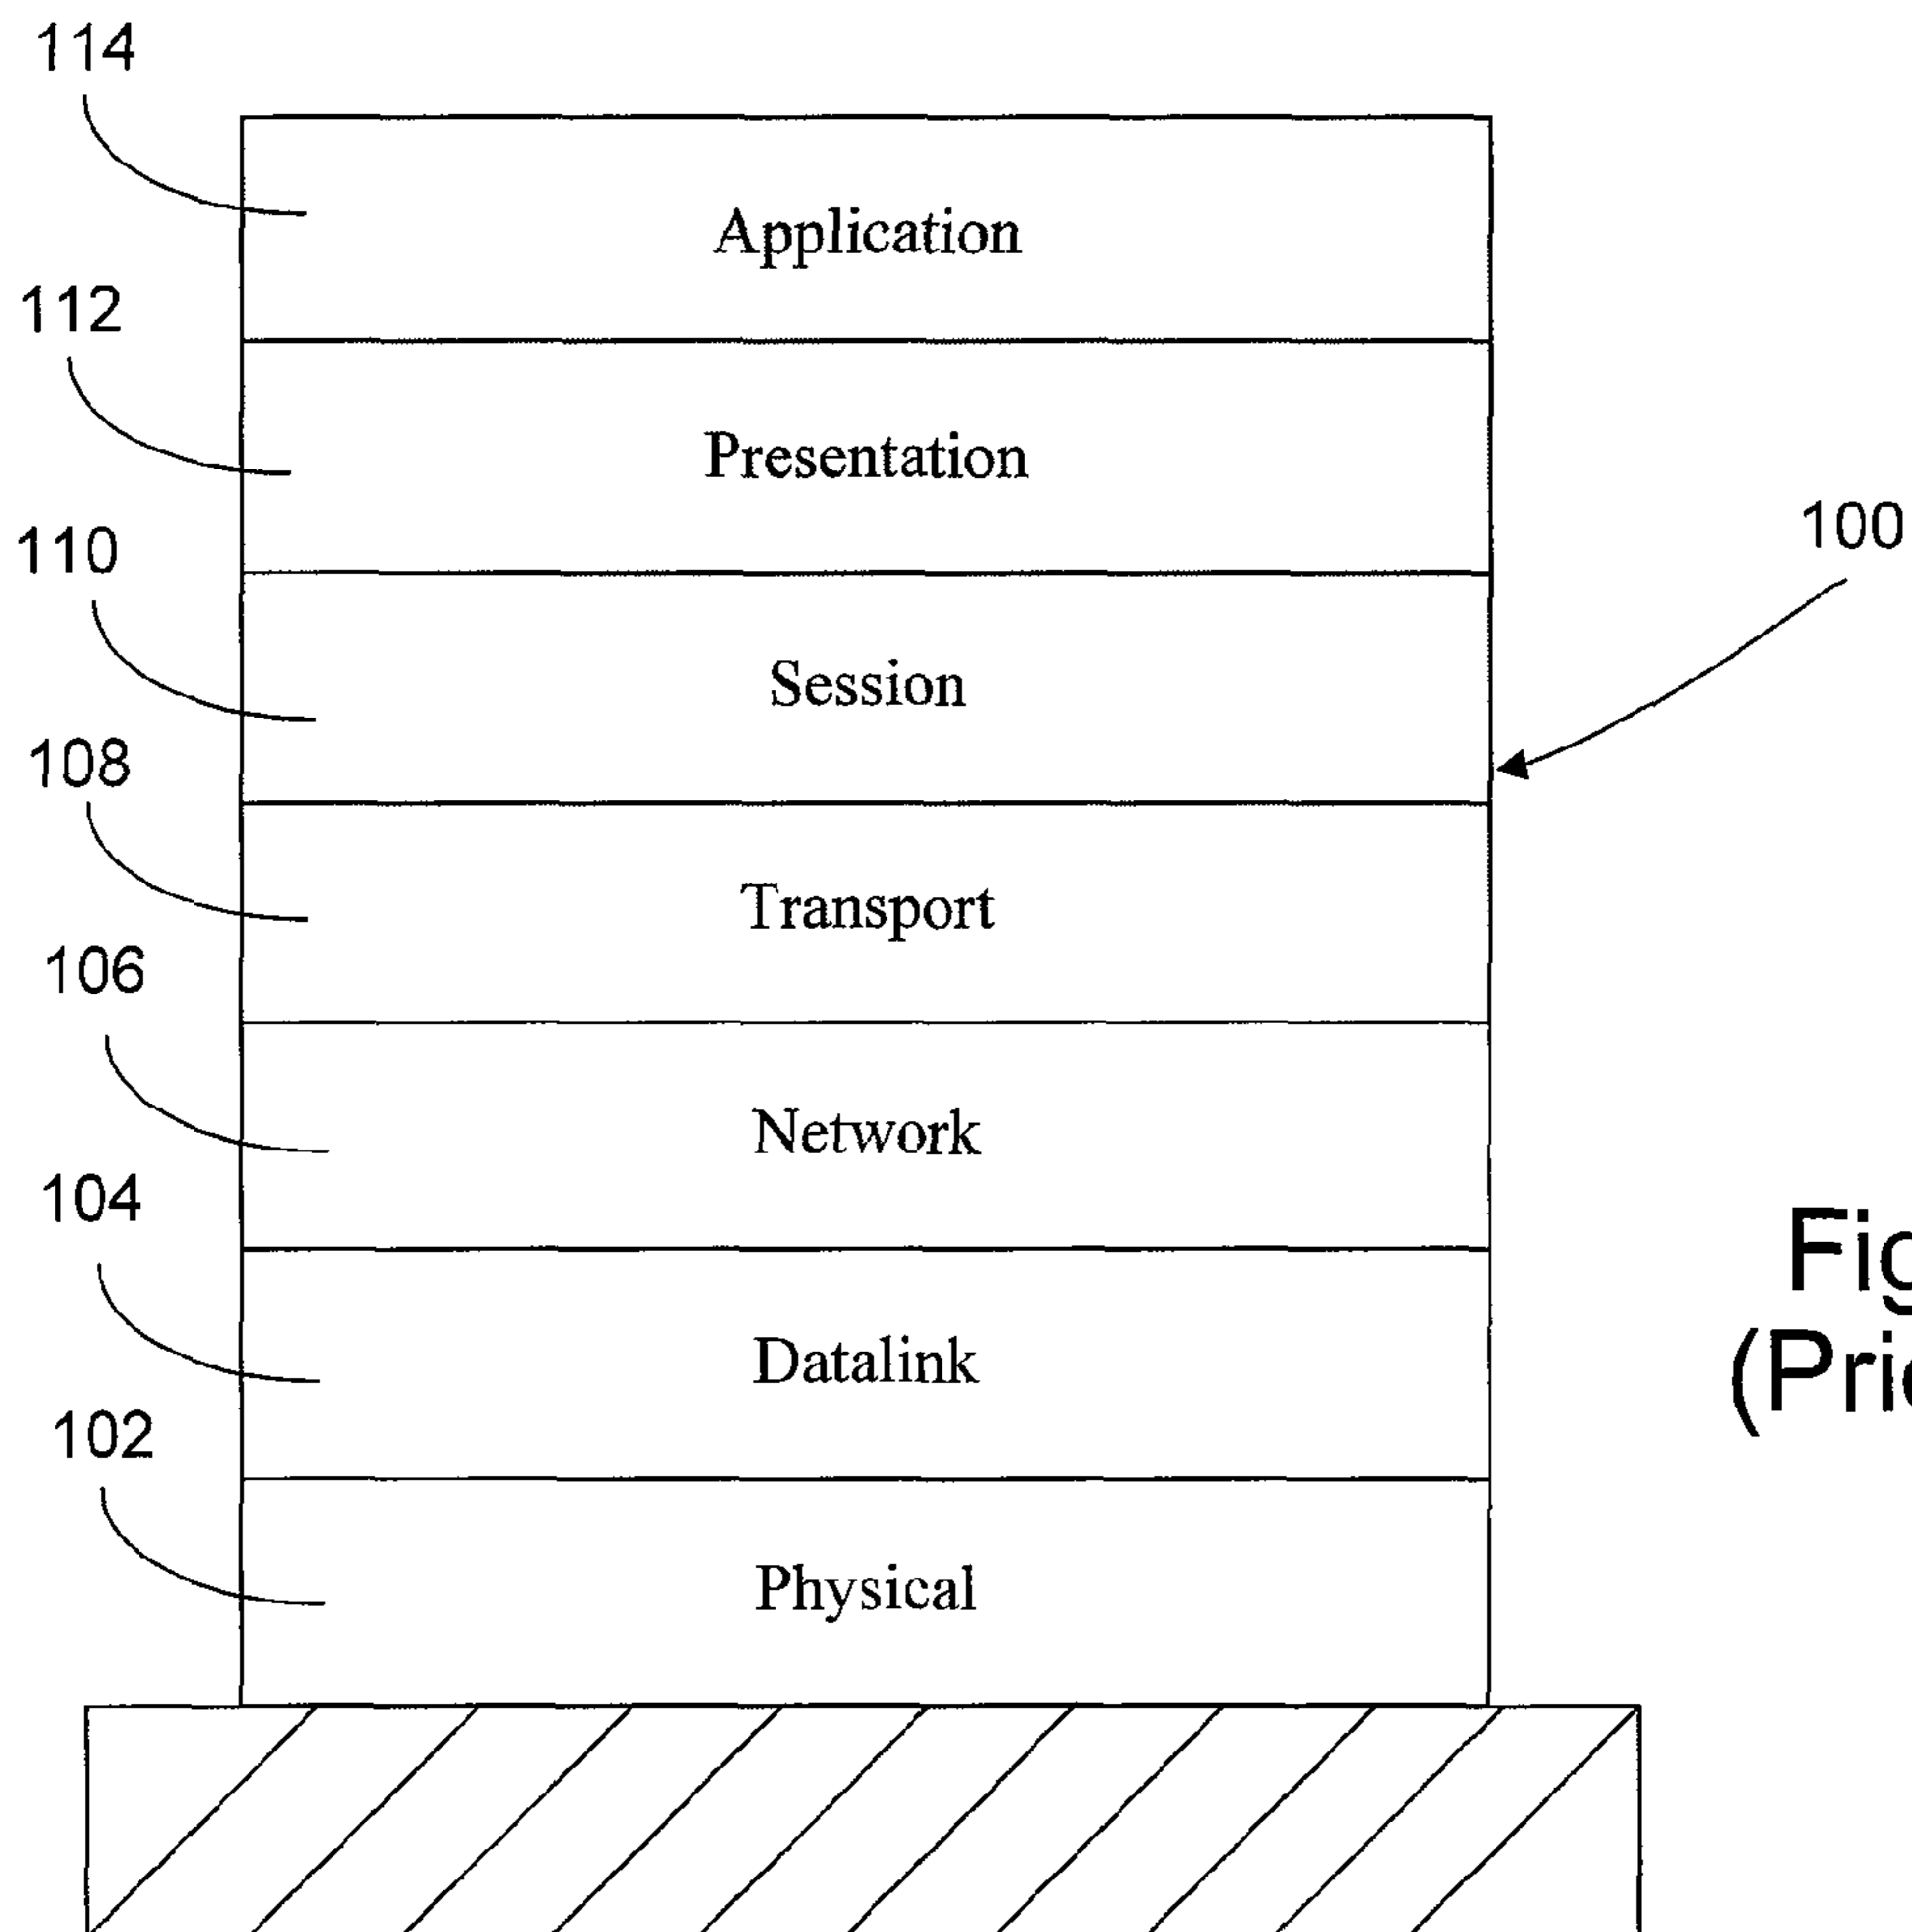 114
Application
112
Presentation
110
100
Session
108
Transport
106
Network
104
Datalink
102
Physical